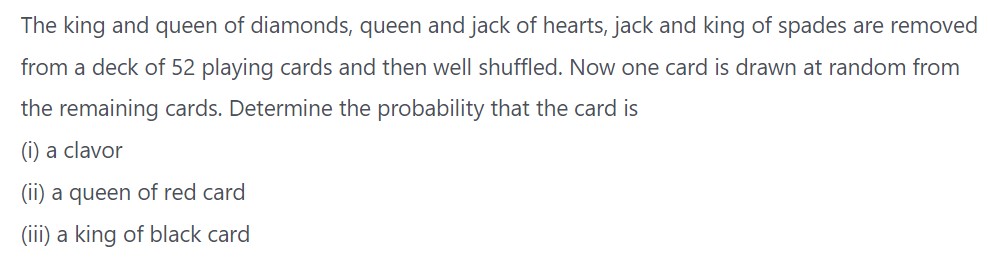 The king and queen of diamonds, queen and jack of hearts, jack and king of spades are removed
from a deck of 52 playing cards and then well shuffled. Now one card is drawn at random from
the remaining cards. Determine the probability that the card is
(i) a clavor
(ii) a queen of red card
(iii) a king of black card